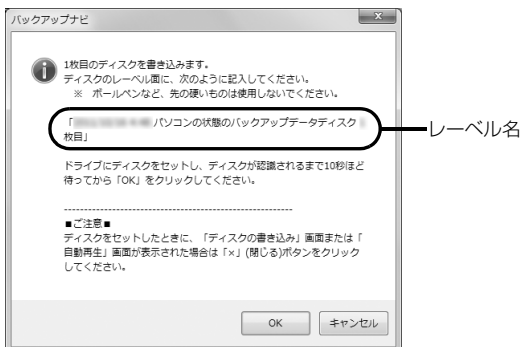 バックアップナビ
1枚目のディスクを書き込みます。
ディスクのレーベル面に、次のように記入してください。
※ ボールペンなど、先の硬いものは使用しないでください。
「 パソコンの状態のバックアップデータディスク
枚目」
レーベル名
ドライブにディスクをセットし、ディスクが認識されるまで10秒ほど
待ってから「OK」をクリックしてください。
------------------------------------------------------------
■ご注意■
ディスクをセットしたときに、「ディスクの書き込み」画面または「
自動再生」画面が表示された場合は「×」(閉じる)ボタンをクリック
してください。
OK キャンセル